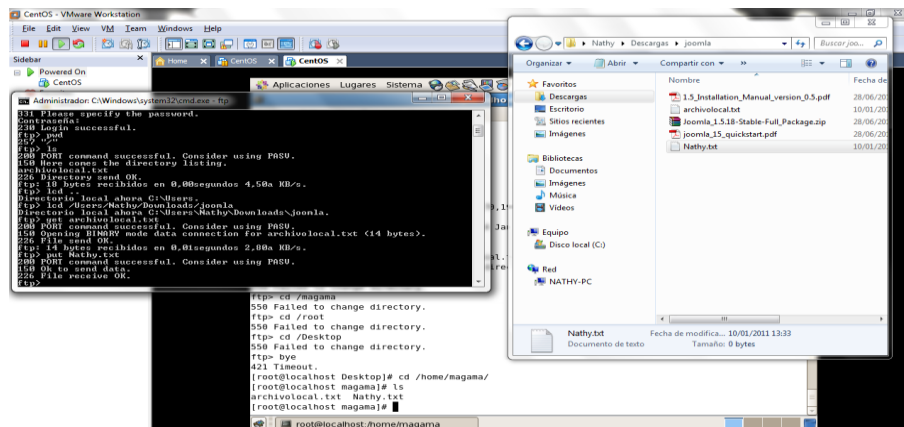 CentOS - VMware Workstation
File Edit View VM Team Windows Help
Sidebar
Powered On
CentOS
Home
CentOS
CentOS
Aplicaciones Lugares Sistema
Administrador: C:\Windows\system32\cmd.exe - ftp
331 Please specify the password.
Contraseña:
230 Login successful.
ftp> pwd
257 "/"
ftp> ls
200 PORT command successful. Consider using PASV.
150 Here comes the directory listing.
archivolocal.txt
226 Directory send OK.
ftp: 18 bytes recibidos en 0,00segundos 4,50a KB/s.
ftp> lcd ..
Directorio local ahora C:\Users.
ftp> lcd /Users/Nathy/Downloads/joomla
Directorio local ahora C:\Users\Nathy\Downloads\joomla.
ftp> get archivolocal.txt
200 PORT command successful. Consider using PASV.
150 Opening BINARY mode data connection for archivolocal.txt (14 bytes).
226 File send OK.
ftp: 14 bytes recibidos en 0,01segundos 2,80a KB/s.
ftp> put Nathy.txt
200 PORT command successful. Consider using PASV.
150 Ok to send data.
226 File receive OK.
ftp>
ftp> cd /magama
550 Failed to change directory.
ftp> cd /root
550 Failed to change directory.
ftp> cd /Desktop
550 Failed to change directory.
ftp> bye
421 Timeout.
[root@localhost Desktop]# cd /home/magama/
[root@localhost magama]# ls
archivolocal.txt Nathy.txt
[root@localhost magama]#
root@localhost:/home/magama
Nathy Descargas joomla
Buscar joo...
Organizar Abrir Compartir con »
Nombre
Fecha de
Favoritos
Descargas
Escritorio
Sitios recientes
Imágenes
Bibliotecas
Documentos
Imágenes
Música
Vídeos
Equipo
Disco local (C:)
Red
NATHY-PC
1.5_Installation_Manual_version_0.5.pdf 28/06/20
archivolocal.txt 10/01/20
Joomla_1.5.18-Stable-Full_Package.zip 28/06/20
joomla_15_quickstart.pdf 28/06/20
Nathy.txt 10/01/20
Nathy.txt Fecha de modifica... 10/01/2011 13:33
Documento de texto Tamaño: 0 bytes